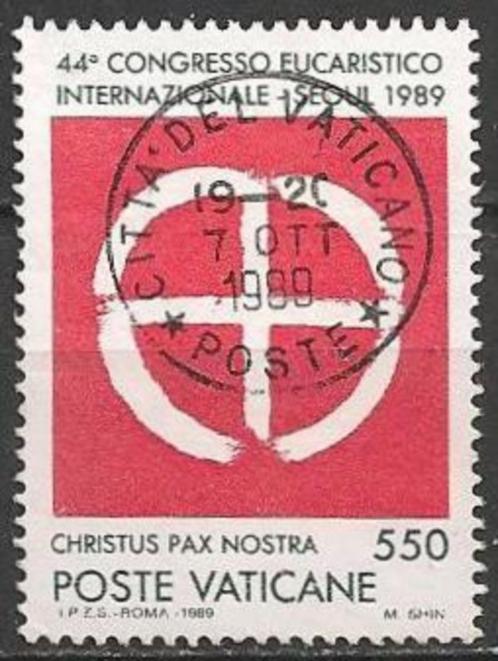 44º CONGRESSO EUCARISTICO
INTERNAZIONALE - SEOUL 1989
CITTA' DEL VATICANO
19-20
7 OTT
1989
★ POSTE ★
CHRISTUS PAX NOSTRA 550
POSTE VATICANE
I.P.Z.S.-ROMA-1989 M. SHIN